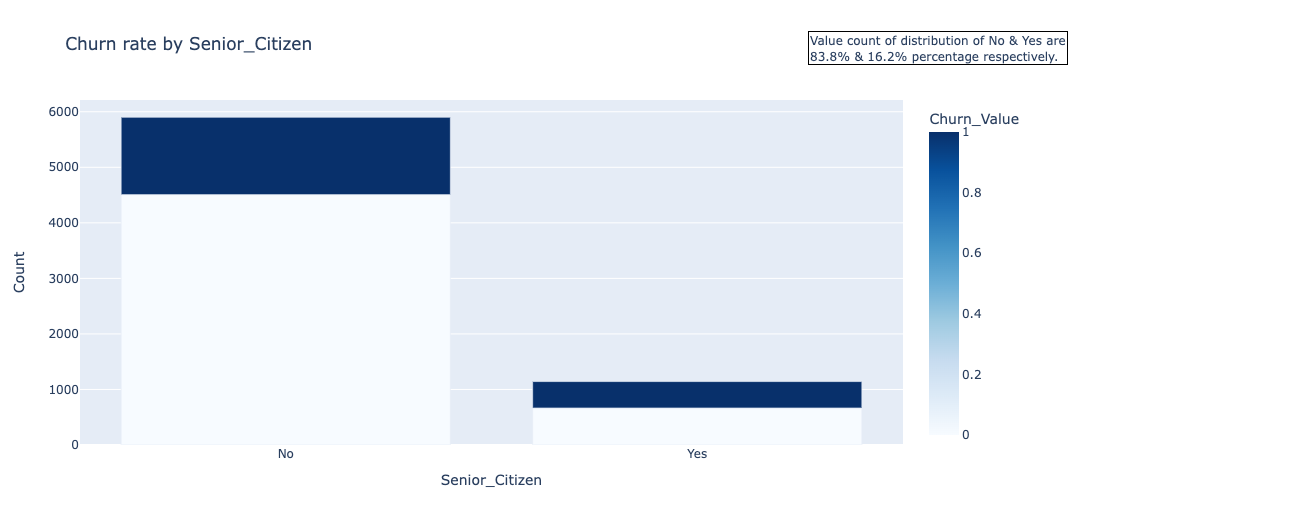 Churn rate by Senior_Citizen
Value count of distribution of No & Yes are
83.8% & 16.2% percentage respectively.
Churn_Value
1
0.8
0.6
0.4
0.2
0
Count
6000
5000
4000
3000
2000
1000
0
No
Yes
Senior_Citizen